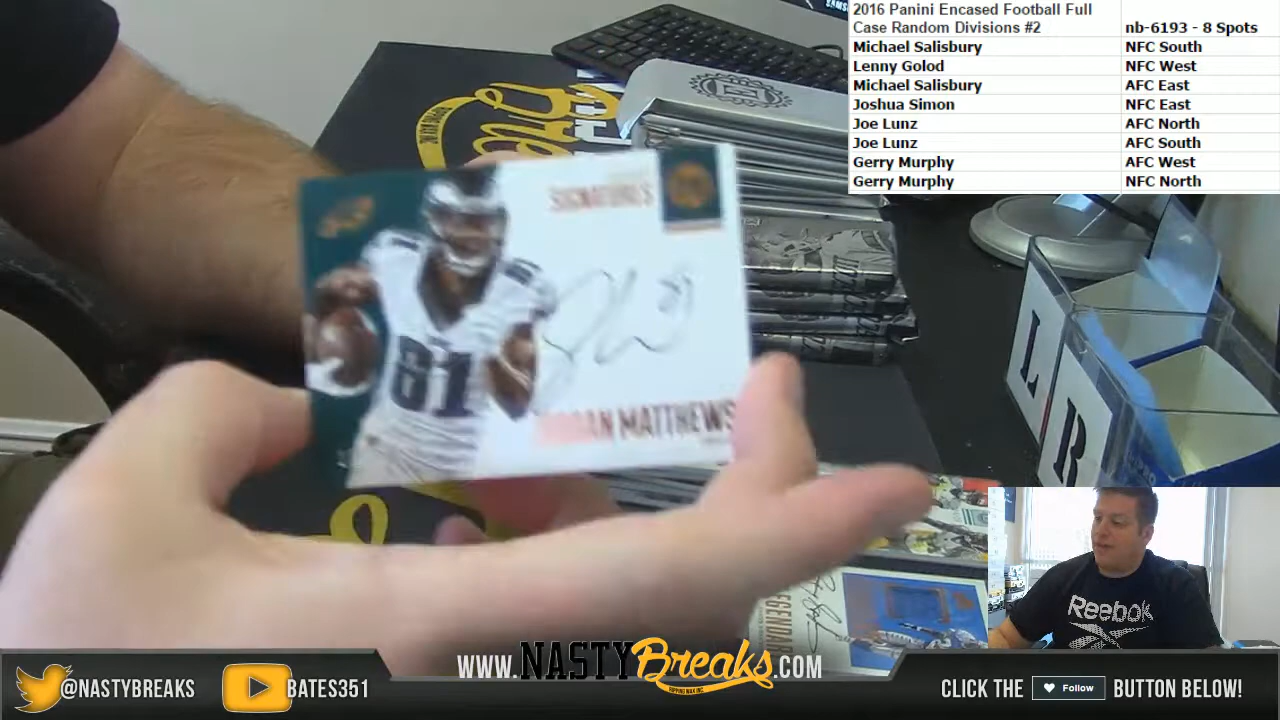 2016 Panini Encased Football Full
Case Random Divisions #2 nb-6193 - 8 Spots
Michael Salisbury NFC South
Lenny Golod NFC West
Michael Salisbury AFC East
Joshua Simon NFC East
Joe Lunz AFC North
Joe Lunz AFC South
Gerry Murphy AFC West
Gerry Murphy NFC North
SIGNATURES
81
MATTHEWS
L
R
Reebok
WWW.NASTYBreaks.COM
RIPPING WAX INC
@NASTYBREAKS
BATES351
CLICK THE Follow BUTTON BELOW!